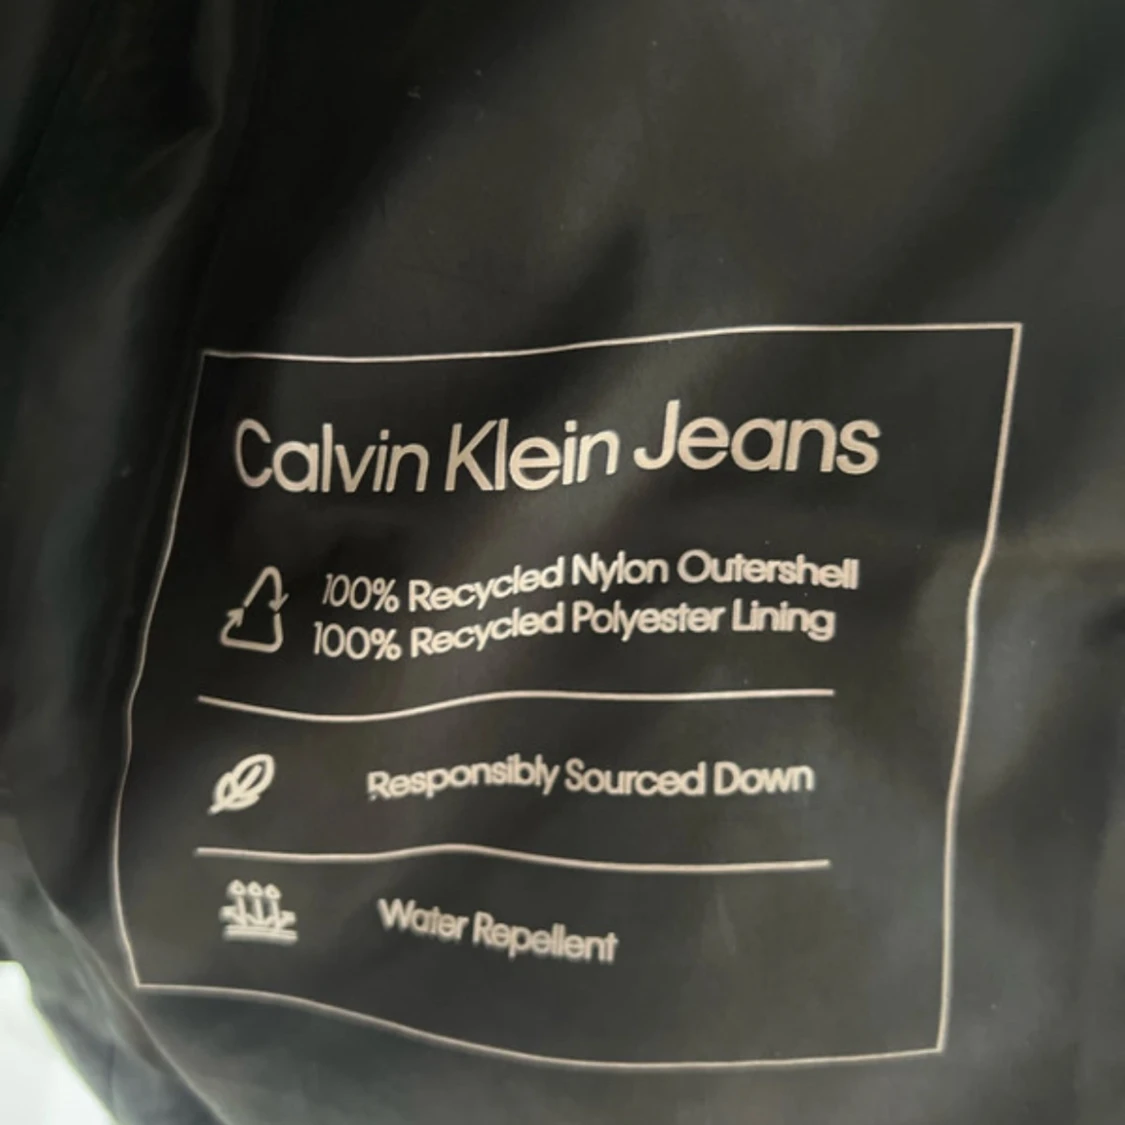 Calvin Klein Jeans
100% Recycled Nylon Outershell
100% Recycled Polyester Lining
Responsibly Sourced Down
Water Repellent